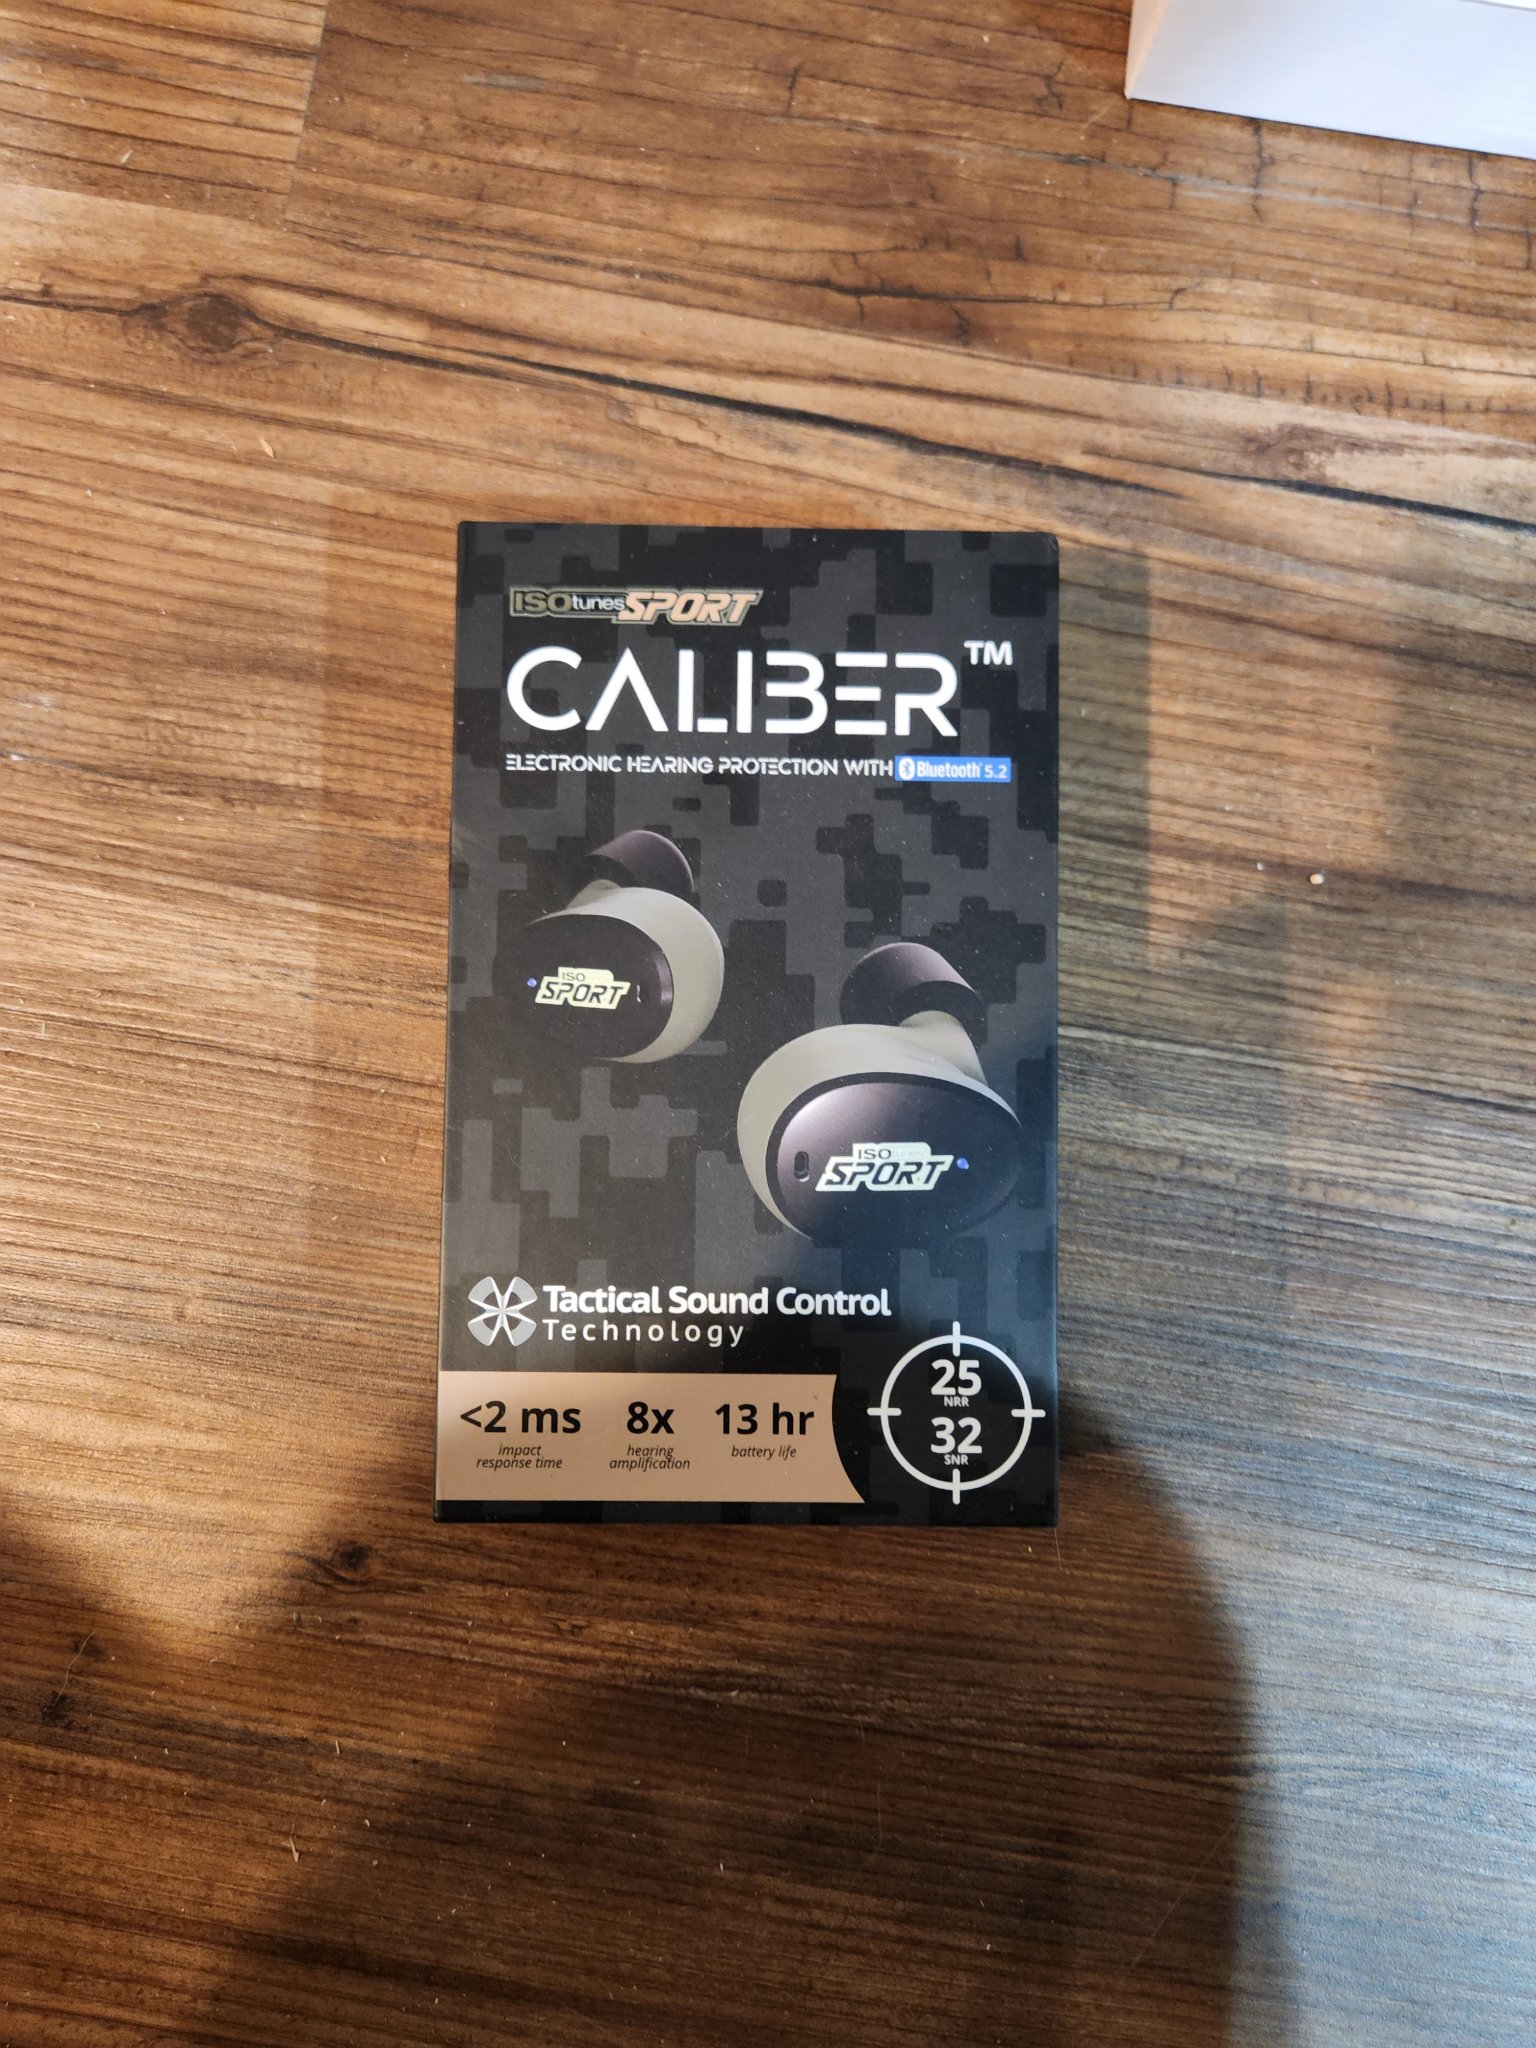 ISOtunes SPORT
CALIBER™
ELECTRONIC HEARING PROTECTION WITH Bluetooth 5.2
ISO
SPORT
ISOtunes
SPORT
Tactical Sound Control
Technology
<2 ms
impact
response time
8x
hearing
amplification
13 hr
battery life
25
NRR
32
SNR